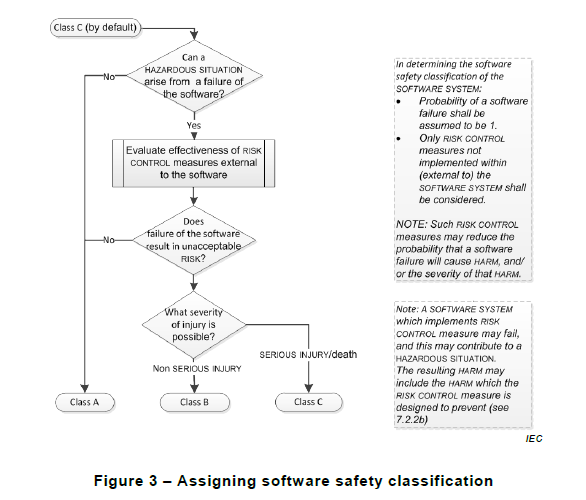 Class C (by default)
Can a
HAZARDOUS SITUATION
arise from a failure of
the software?
No
Yes
Evaluate effectiveness of RISK
CONTROL measures external
to the software
Does
failure of the software
result in unacceptable
RISK?
No
What severity
of injury is
possible?
Non SERIOUS INJURY
SERIOUS INJURY/death
Class A
Class B
Class C
In determining the software
safety classification of the
SOFTWARE SYSTEM:
• Probability of a software
failure shall be
assumed to be 1.
• Only RISK CONTROL
measures not
implemented within
(external to) the
SOFTWARE SYSTEM shall
be considered.
NOTE: Such RISK CONTROL
measures may reduce the
probability that a software
failure will cause HARM, and/
or the severity of that HARM.
Note: A SOFTWARE SYSTEM
which implements RISK
CONTROL measure may fail,
and this may contribute to a
HAZARDOUS SITUATION.
The resulting HARM may
include the HARM which the
RISK CONTROL measure is
designed to prevent (see
7.2.2b)
IEC
Figure 3 – Assigning software safety classification